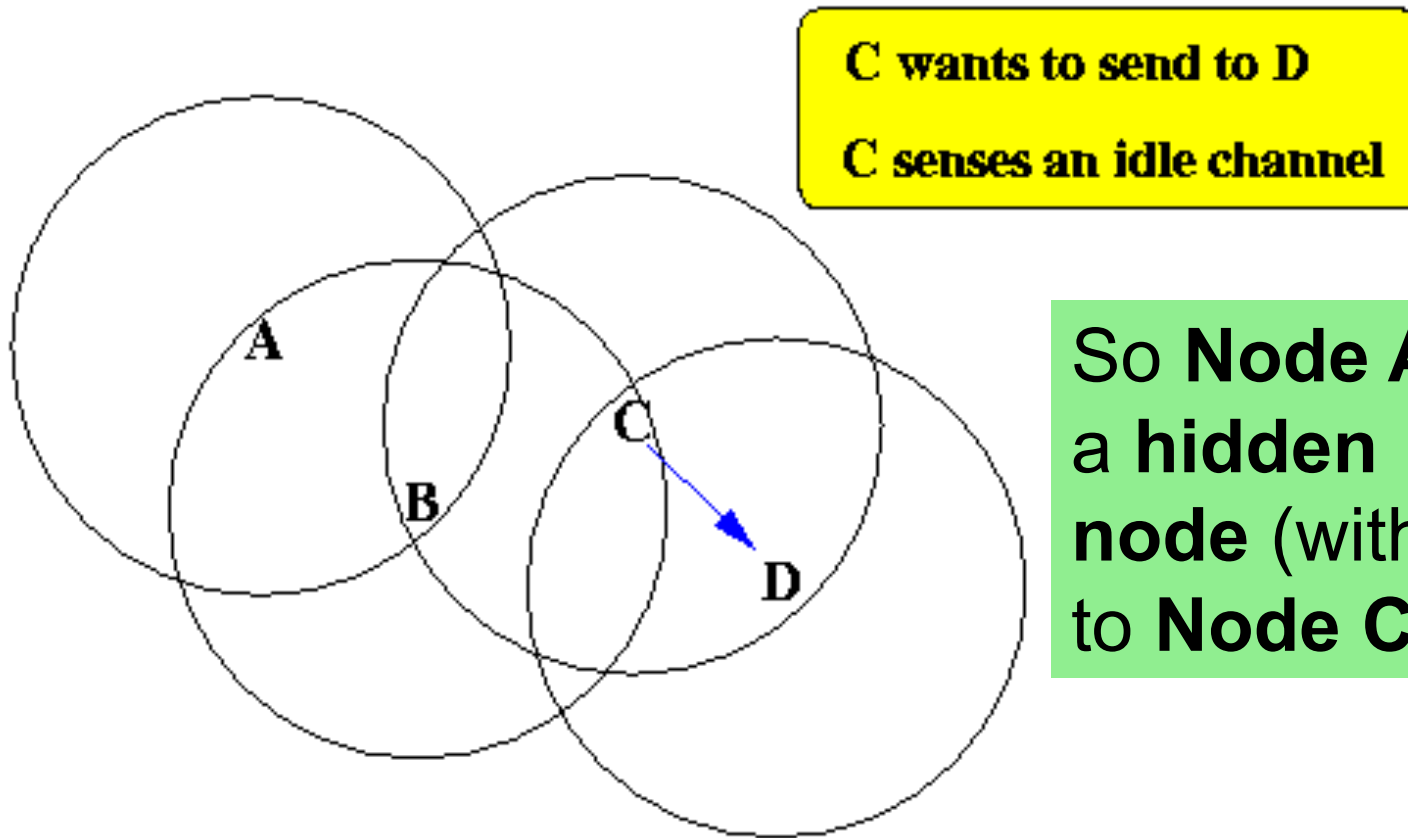 C wants to send to D
C senses an idle channel
A
B
C
D
So Node A
a hidden
node (with
to Node C